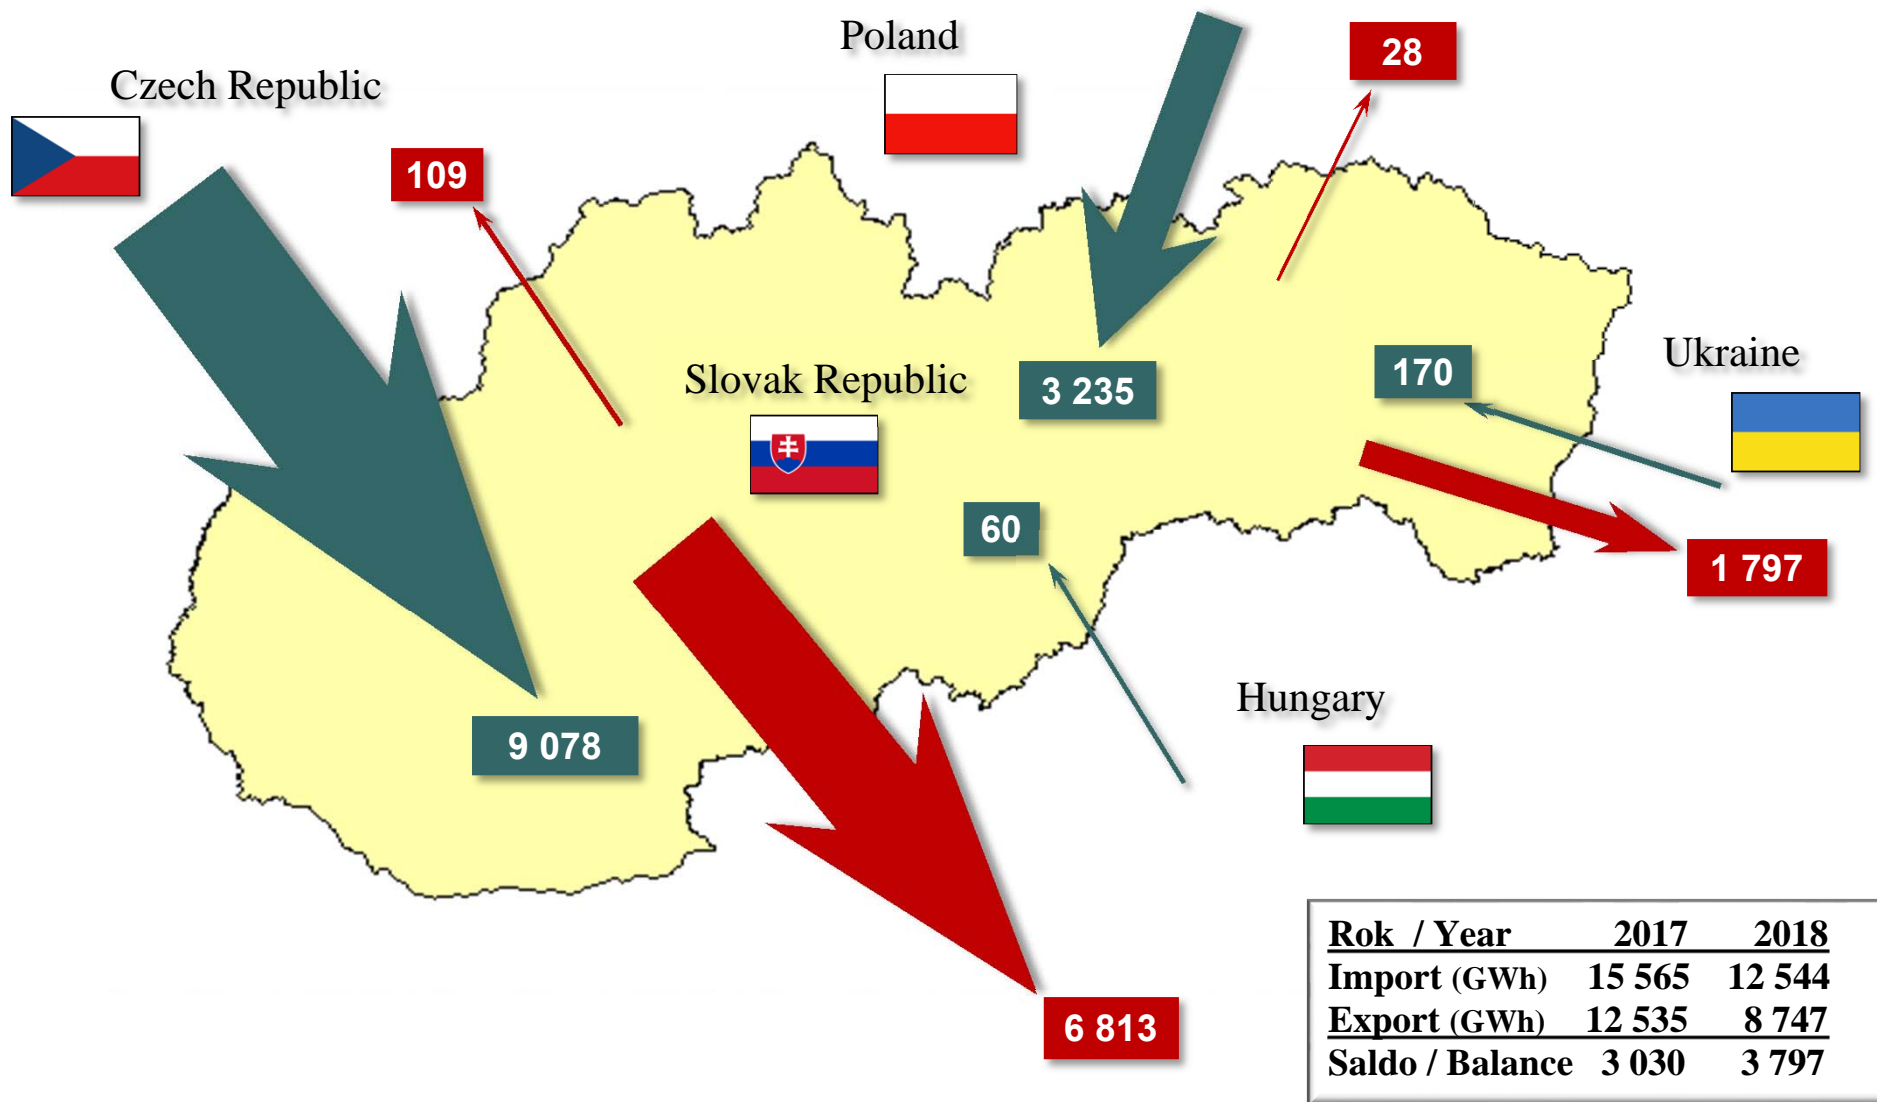 Poland
28
Czech Republic
109
Ukraine
170
Slovak Republic
3 235
60
1 797
Hungary
9 078
6 813
Rok / Year 2017 2018
Import (GWh) 15 565 12 544
Export (GWh) 12 535 8 747
Saldo / Balance 3 030 3 797